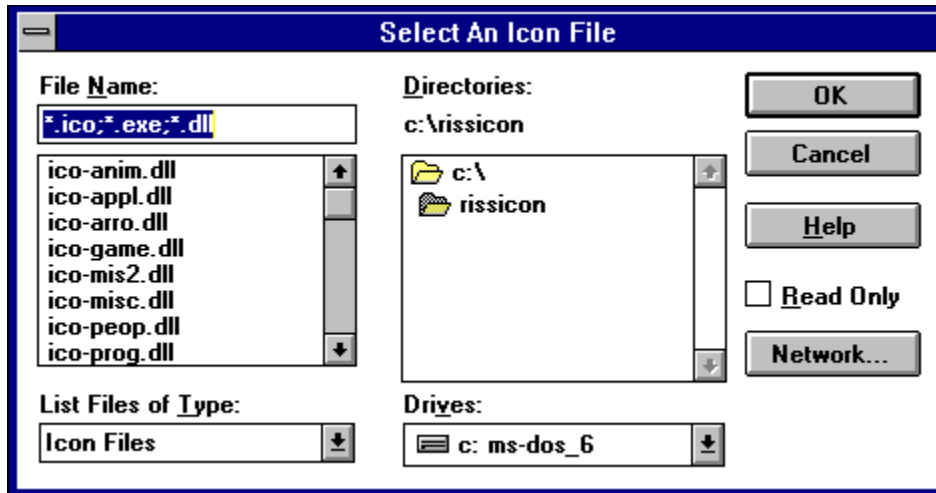 Select An Icon File
File Name:
*.ico;*.exe;*.dll
ico-anim.dll
ico-appl.dll
ico-arro.dll
ico-game.dll
ico-mis2.dll
ico-misc.dll
ico-peop.dll
ico-prog.dll
List Files of Type:
Icon Files
Directories:
c:\rissicon
c:\
rissicon
Drives:
c: ms-dos_6
OK
Cancel
Help
Read Only
Network...